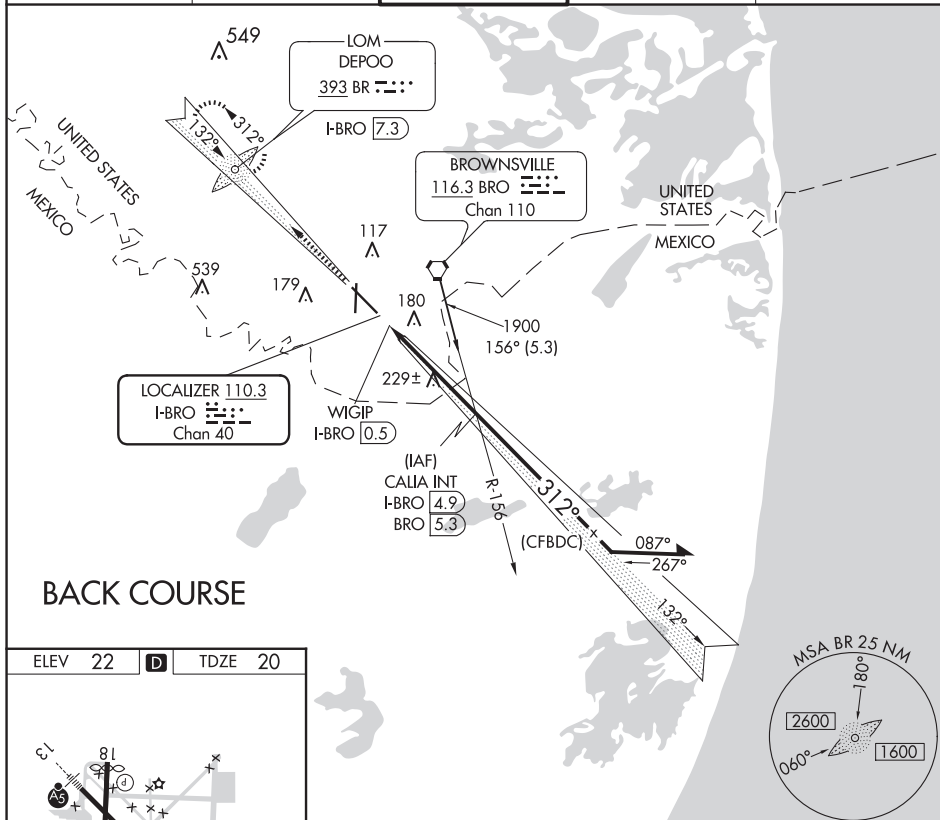 549
LOM
DEPOO
393 BR
I-BRO 7.3
312°
132°
UNITED STATES
MEXICO
BROWNSVILLE
116.3 BRO
Chan 110
UNITED
STATES
MEXICO
117
539
179
180
1900
156° (5.3)
229±
LOCALIZER 110.3
I-BRO
Chan 40
WIGIP
I-BRO 0.5
(IAF)
CALIA INT
I-BRO 4.9
BRO 5.3
R-156
312°
(CFBDC)
087°
267°
132°
BACK COURSE
ELEV 22 D TDZE 20
13
18
P
A5
MSA BR 25 NM
180°
2600
1600
060°